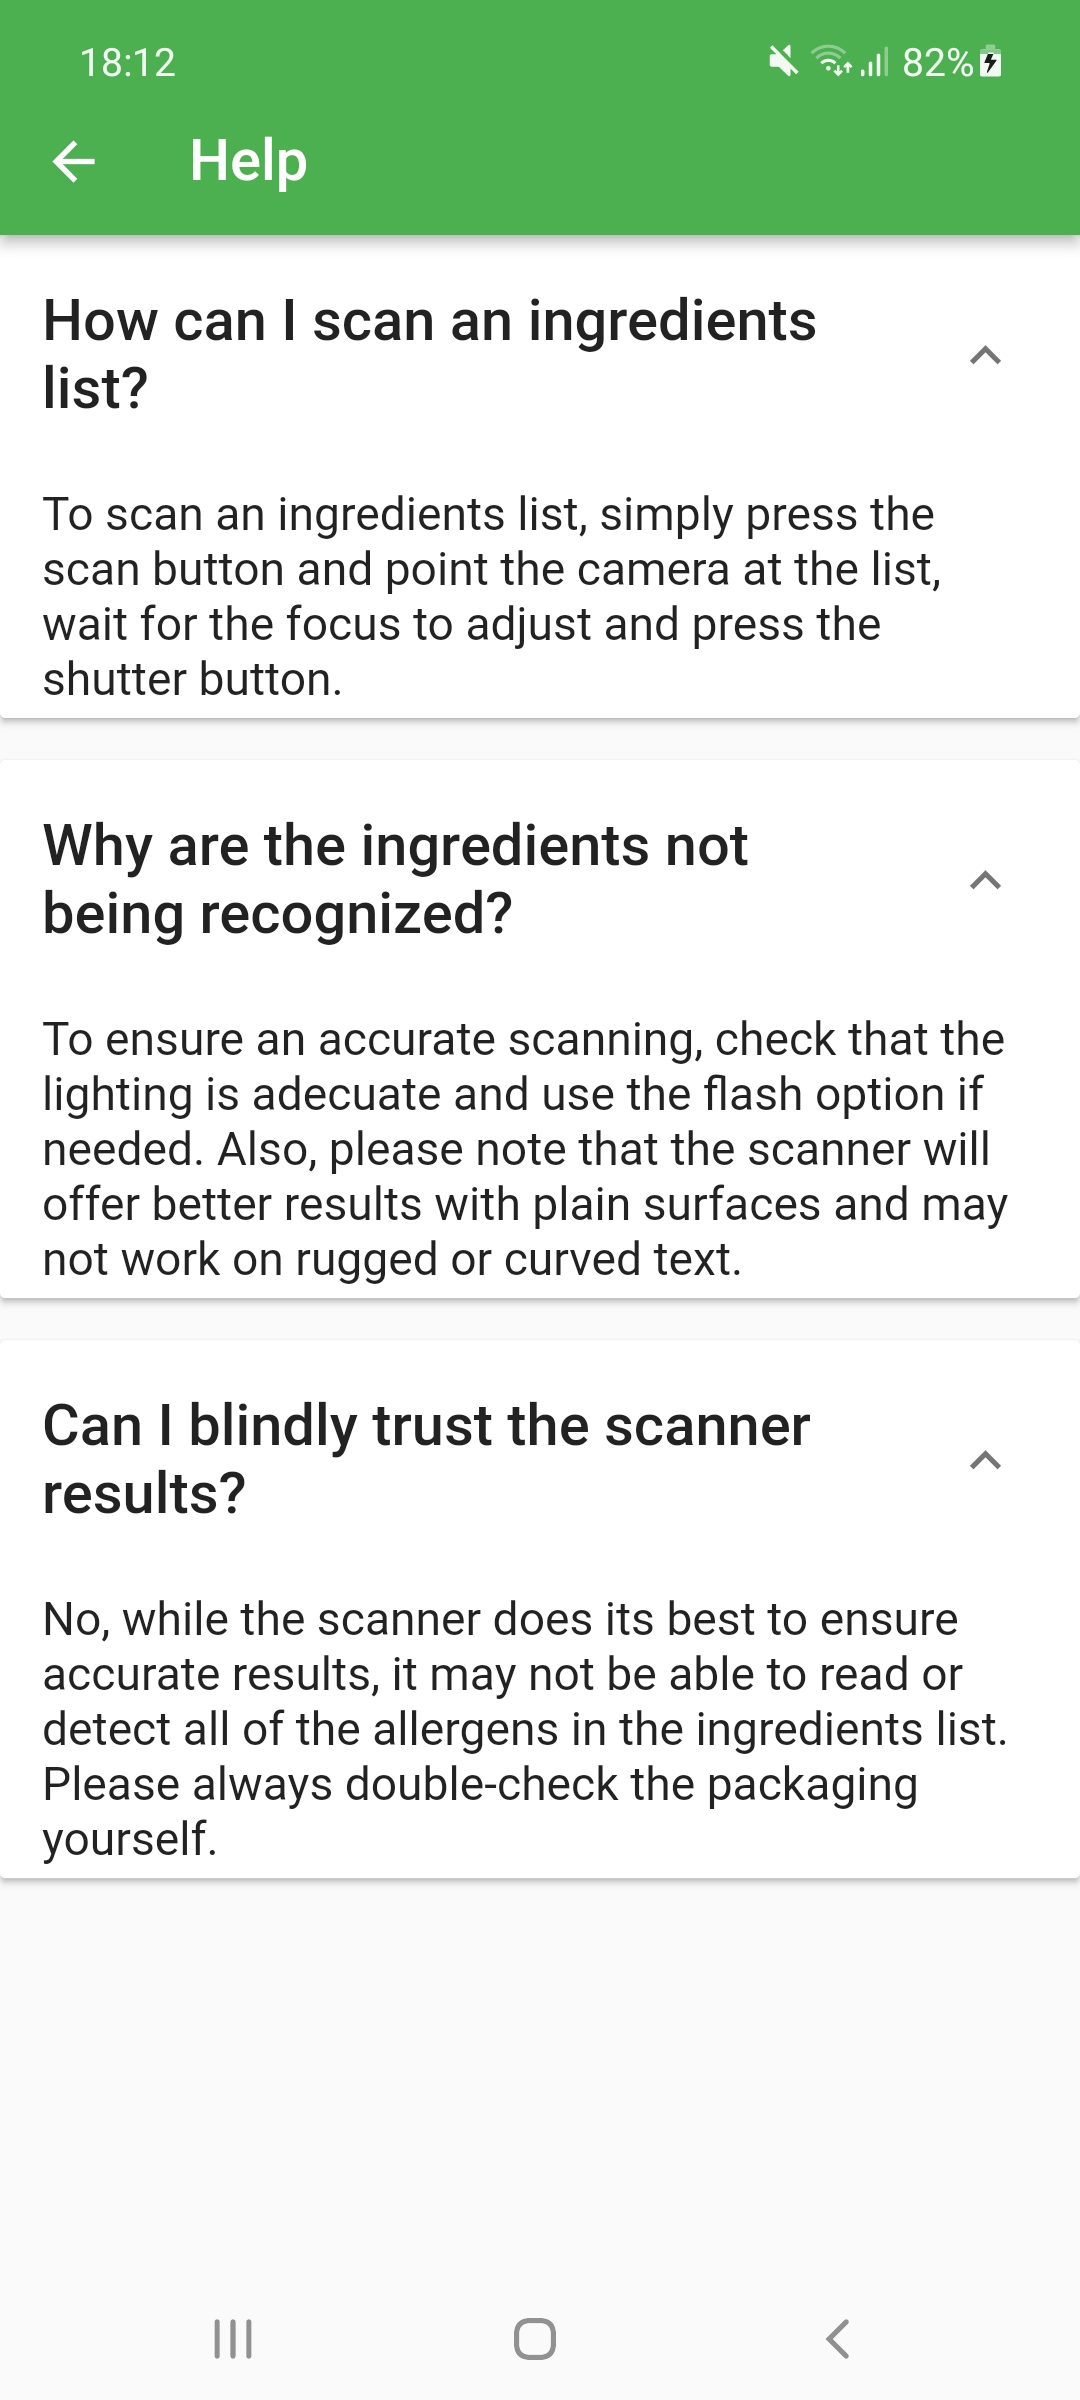 18:12
82%
Help
How can I scan an ingredients
list?
To scan an ingredients list, simply press the
scan button and point the camera at the list,
wait for the focus to adjust and press the
shutter button.
Why are the ingredients not
being recognized?
To ensure an accurate scanning, check that the
lighting is adecuate and use the flash option if
needed. Also, please note that the scanner will
offer better results with plain surfaces and may
not work on rugged or curved text.
Can I blindly trust the scanner
results?
No, while the scanner does its best to ensure
accurate results, it may not be able to read or
detect all of the allergens in the ingredients list.
Please always double-check the packaging
yourself.